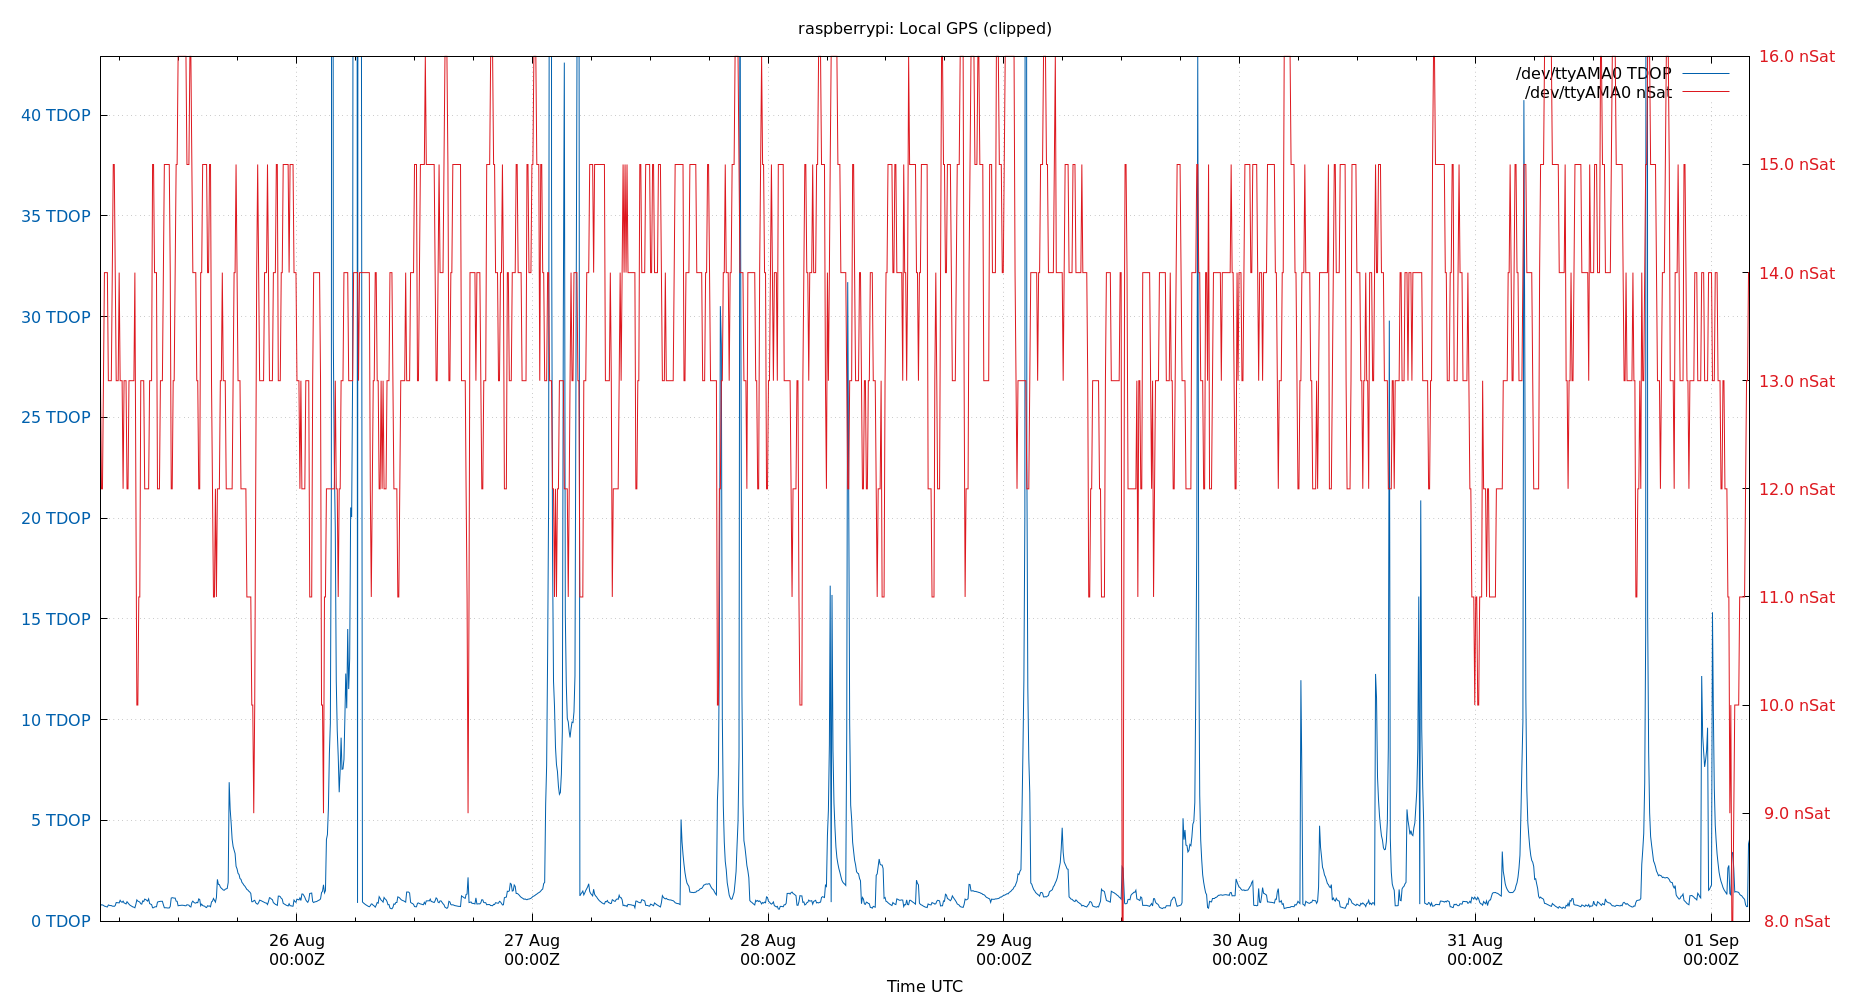 raspberrypi: Local GPS (clipped)
/dev/ttyAMA0 TDOP
/dev/ttyAMA0 nSat
40 TDOP
35 TDOP
30 TDOP
25 TDOP
20 TDOP
15 TDOP
10 TDOP
5 TDOP
0 TDOP
16.0 nSat
15.0 nSat
14.0 nSat
13.0 nSat
12.0 nSat
11.0 nSat
10.0 nSat
9.0 nSat
8.0 nSat
26 Aug
00:00Z
27 Aug
00:00Z
28 Aug
00:00Z
29 Aug
00:00Z
30 Aug
00:00Z
31 Aug
00:00Z
01 Sep
00:00Z
Time UTC